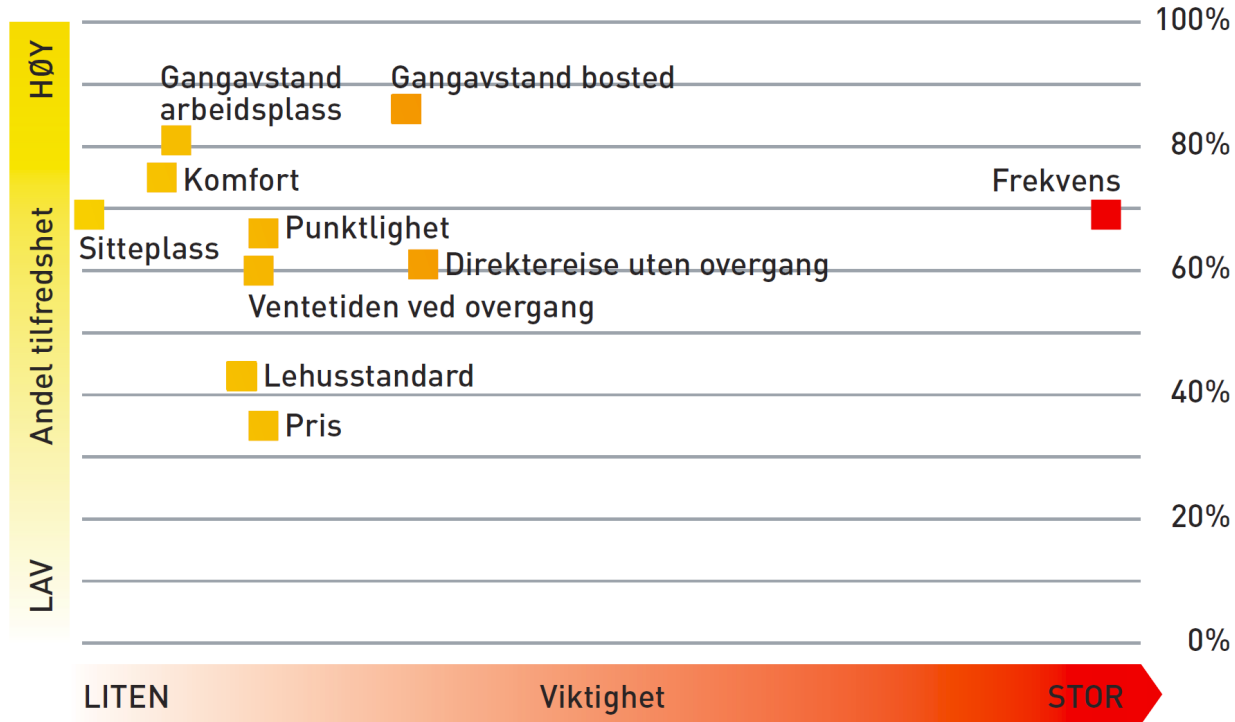 100%
HØY
Gangavstand
arbeidsplass
Gangavstand bosted
80%
Komfort
Frekvens
Sitteplass
Punktlighet
Direktereise uten overgang
60%
Ventetiden ved overgang
Andel tilfredshet
Lehusstandard
40%
Pris
20%
LAV
0%
LITEN
Viktighet
STOR